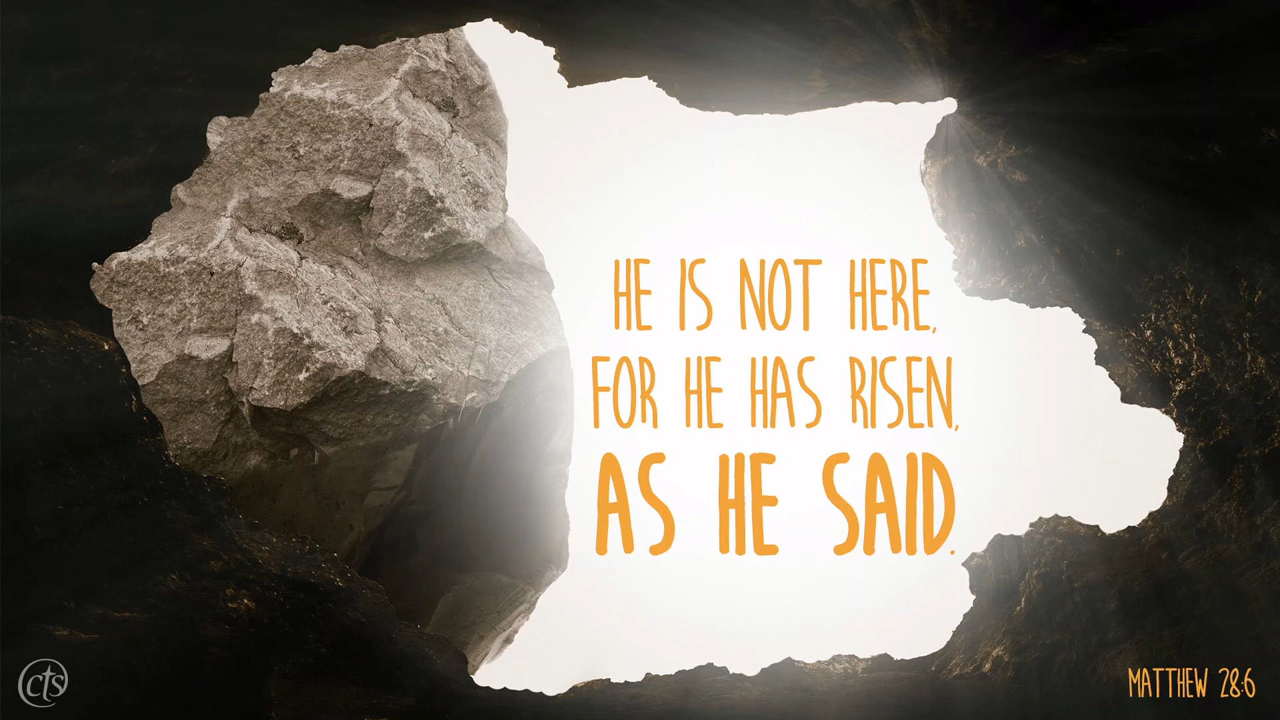 HE IS NOT HERE,
FOR HE HAS RISEN,
AS HE SAID.
MATTHEW 28:6
cts